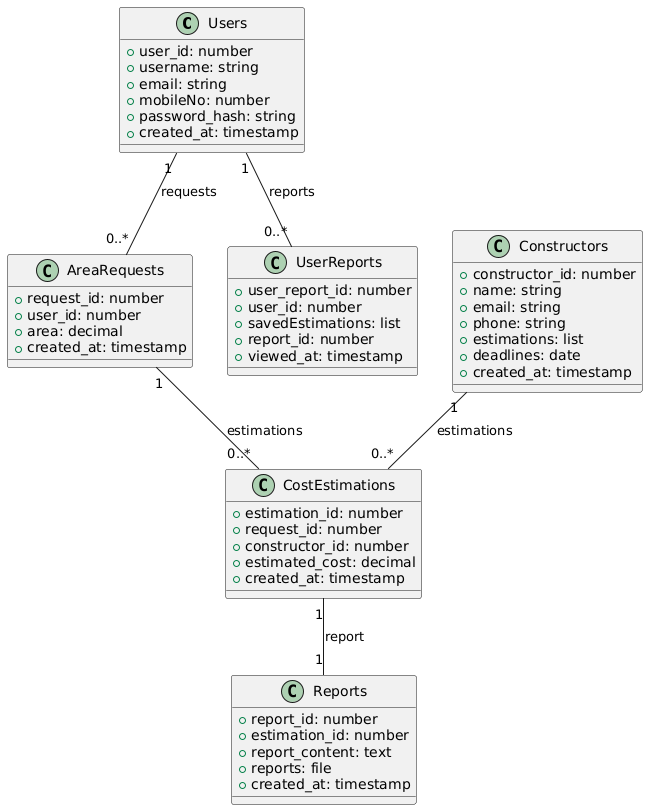 C Users
+ user_id: number
+ username: string
+ email: string
+ mobileNo: number
+ password_hash: string
+ created_at: timestamp
1
1
requests
reports
0..*
0..*
C AreaRequests
request_id: number
user_id: number
area: decimal
created_at: timestamp
C UserReports
user_report_id: number
user_id: number
savedEstimations: list
report_id: number
viewed_at: timestamp
C Constructors
constructor_id: number
name: string
email: string
phone: string
estimations: list
deadlines: date
created_at: timestamp
1
1
estimations
estimations
0..*
0..*
C CostEstimations
estimation_id: number
request_id: number
constructor_id: number
estimated_cost: decimal
created_at: timestamp
1
report
1
C Reports
report_id: number
estimation_id: number
report_content: text
reports: file
created_at: timestamp